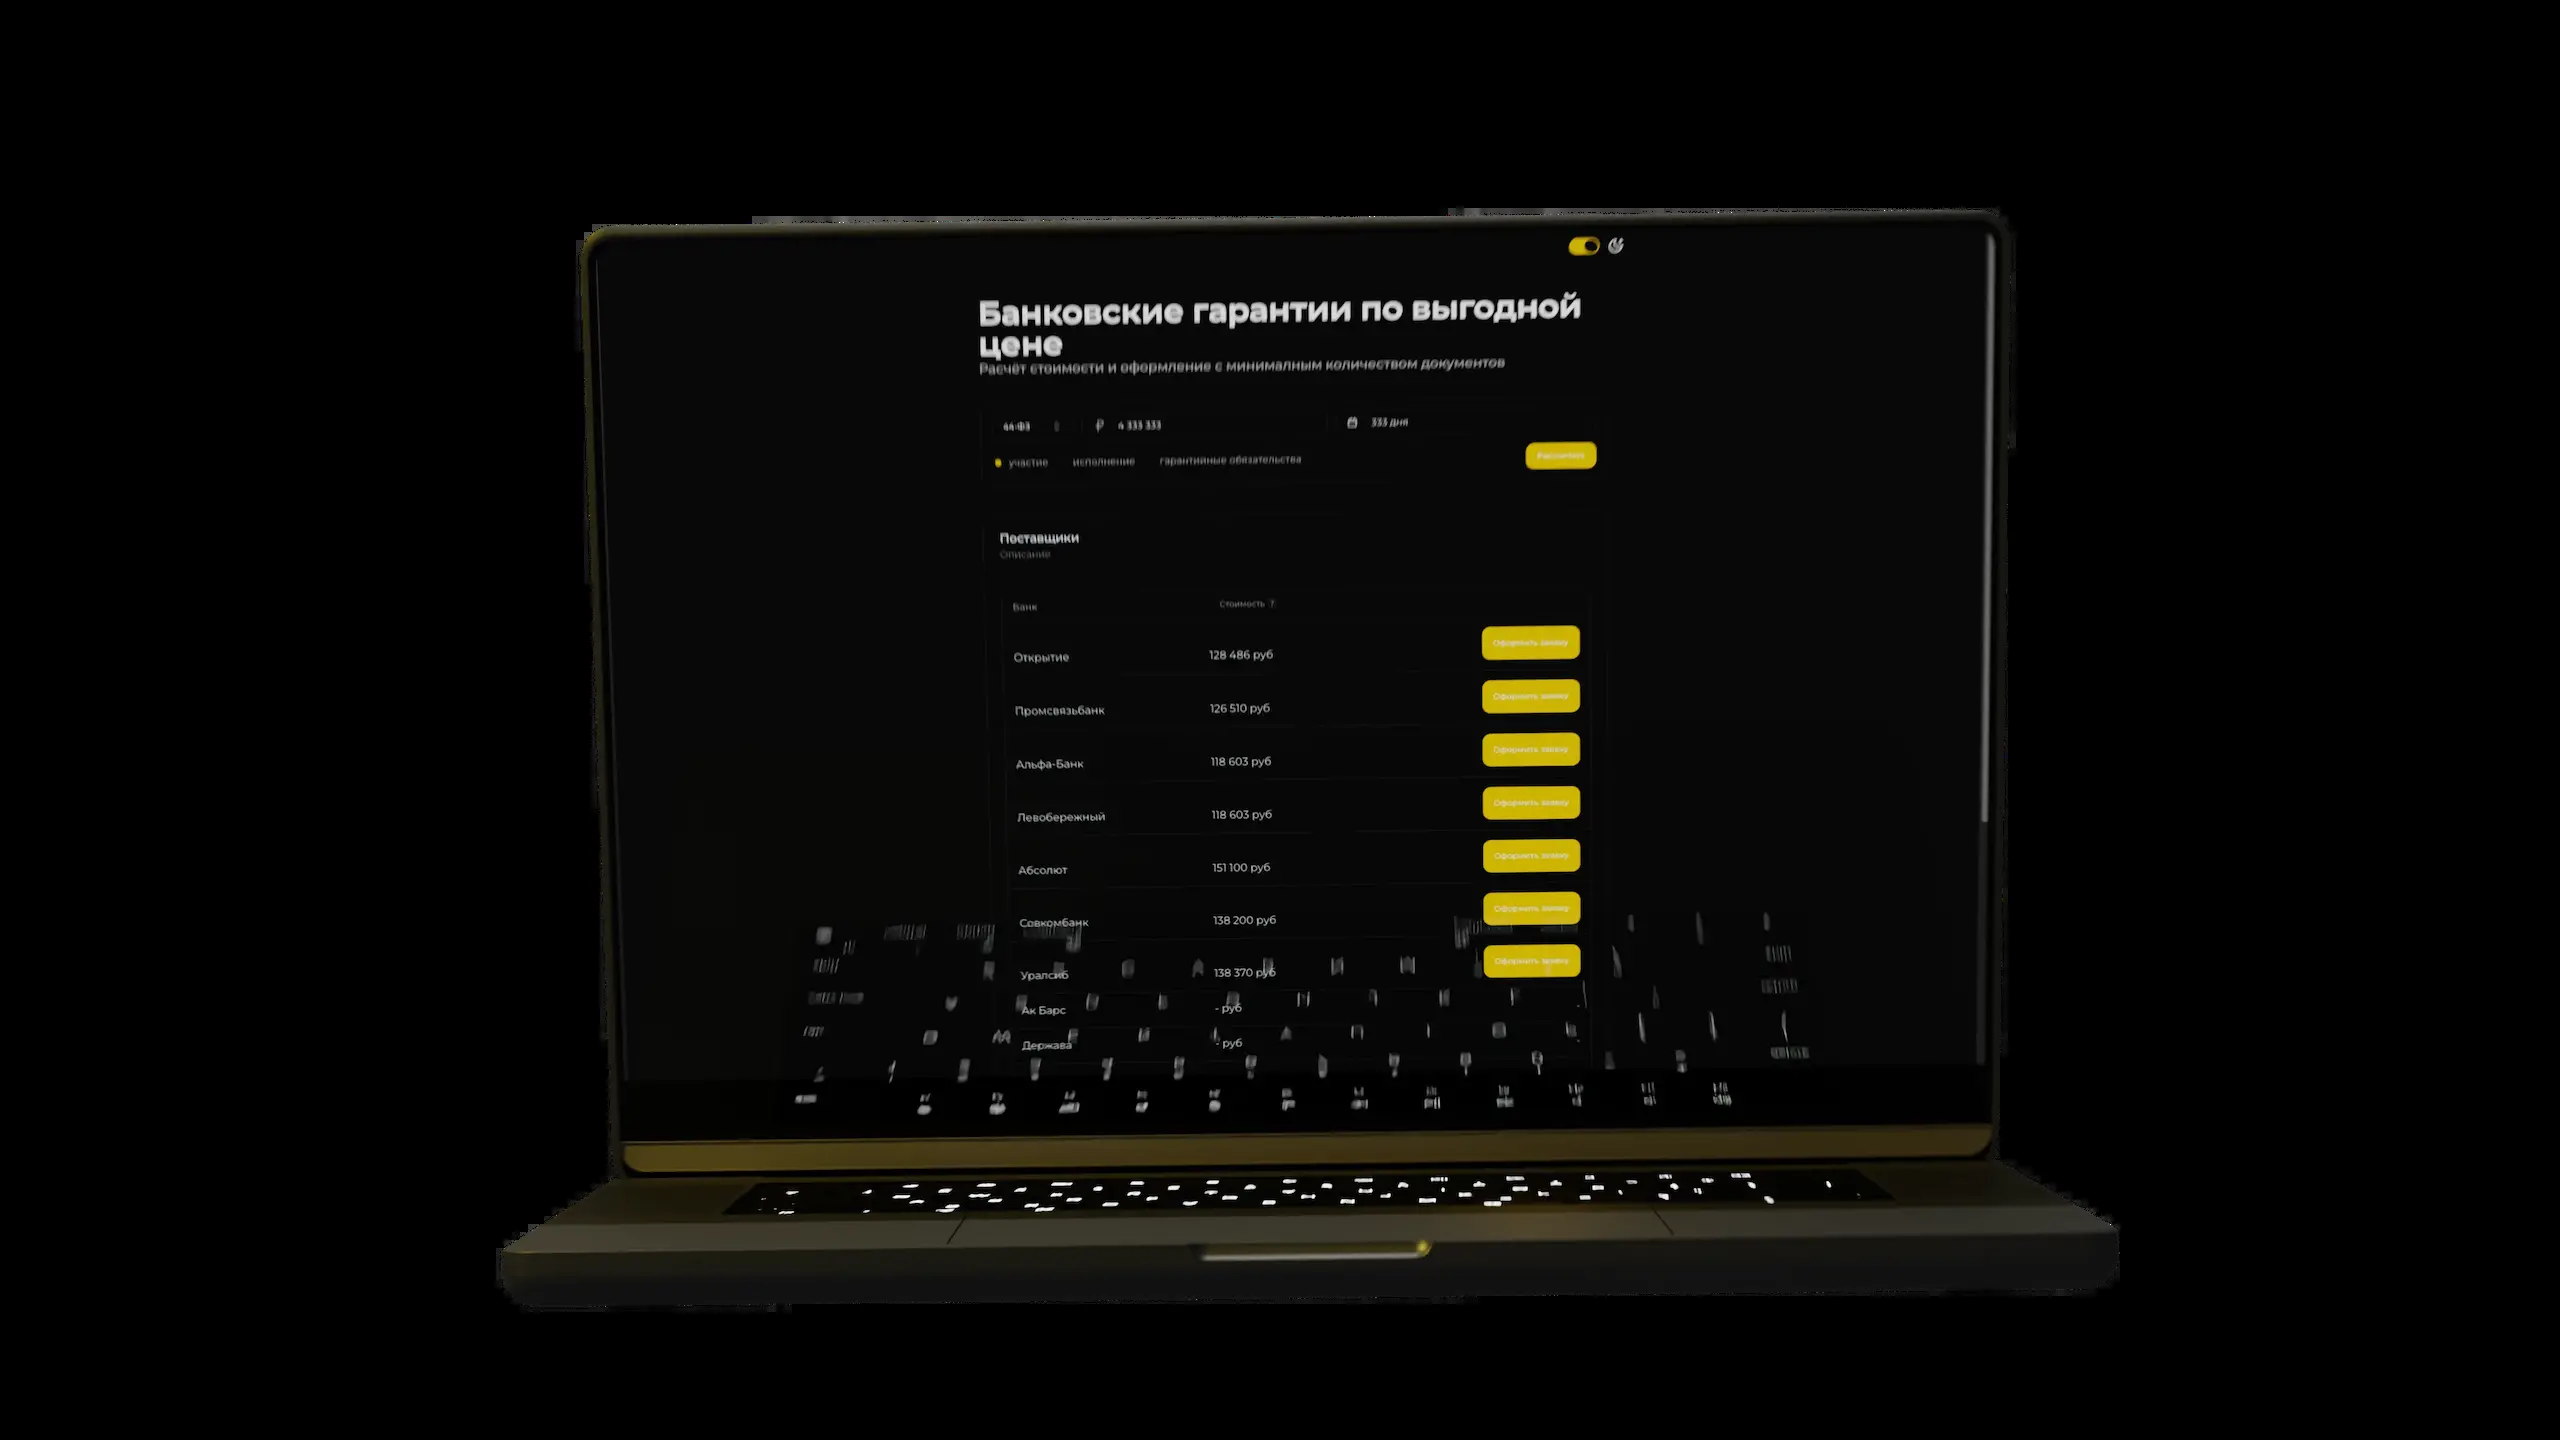 Банковские гарантии по выгодной
цене
Расчёт стоимости и оформление с минималным количеством документов
44-ФЗ ₽ 4 333 333 333 дня
участие исполнение гарантийные обязательства
Рассчитать
Поставщики
Описание
Банк Стоимость ?
Открытие 128 486 руб Оформить заявку
Промсвязьбанк 126 510 руб Оформить заявку
Альфа-Банк 118 603 руб Оформить заявку
Левобережный 118 603 руб Оформить заявку
Абсолют 151 100 руб Оформить заявку
Совкомбанк 138 200 руб Оформить заявку
Уралсиб 138 370 руб Оформить заявку
Ак Барс - руб
Держава - руб